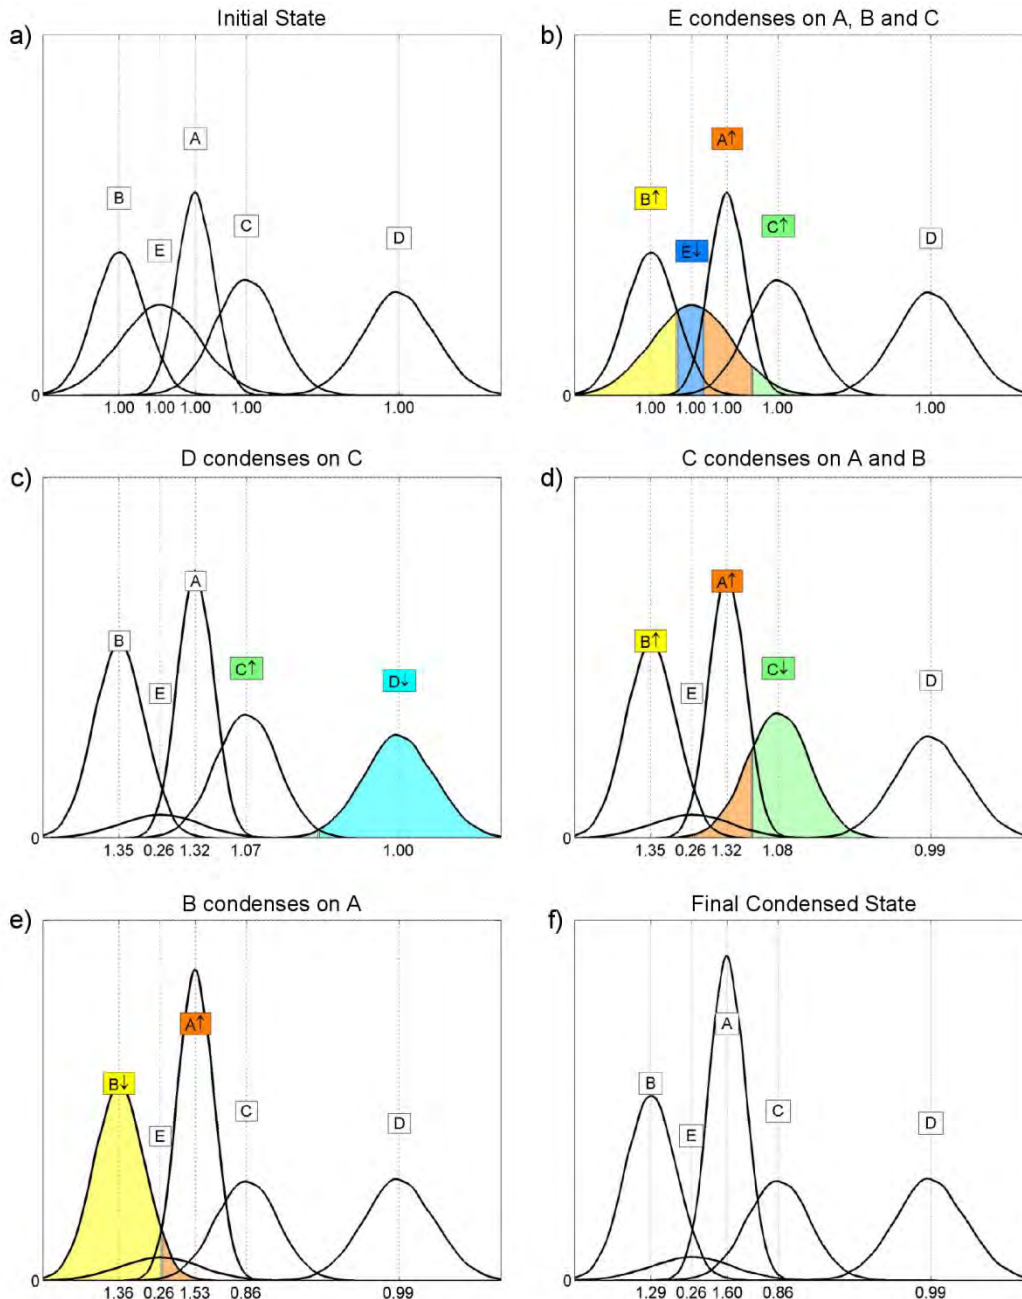 a)
Initial State
A
B
C
E
D
0
1.00 1.00 1.00 1.00 1.00
b)
E condenses on A, B and C
A↑
B↑
C↑
E↓
D
0
1.00 1.00 1.00 1.00 1.00
c)
D condenses on C
A
B
C↑
E
D↓
0
1.35 0.26 1.32 1.07 1.00
d)
C condenses on A and B
A↑
B↑
C↓
E
D
0
1.35 0.26 1.32 1.08 0.99
e)
B condenses on A
A↑
B↓
C
E
D
0
1.36 0.26 1.53 0.86 0.99
f)
Final Condensed State
A
B
C
E
D
0
1.29 0.26 1.60 0.86 0.99